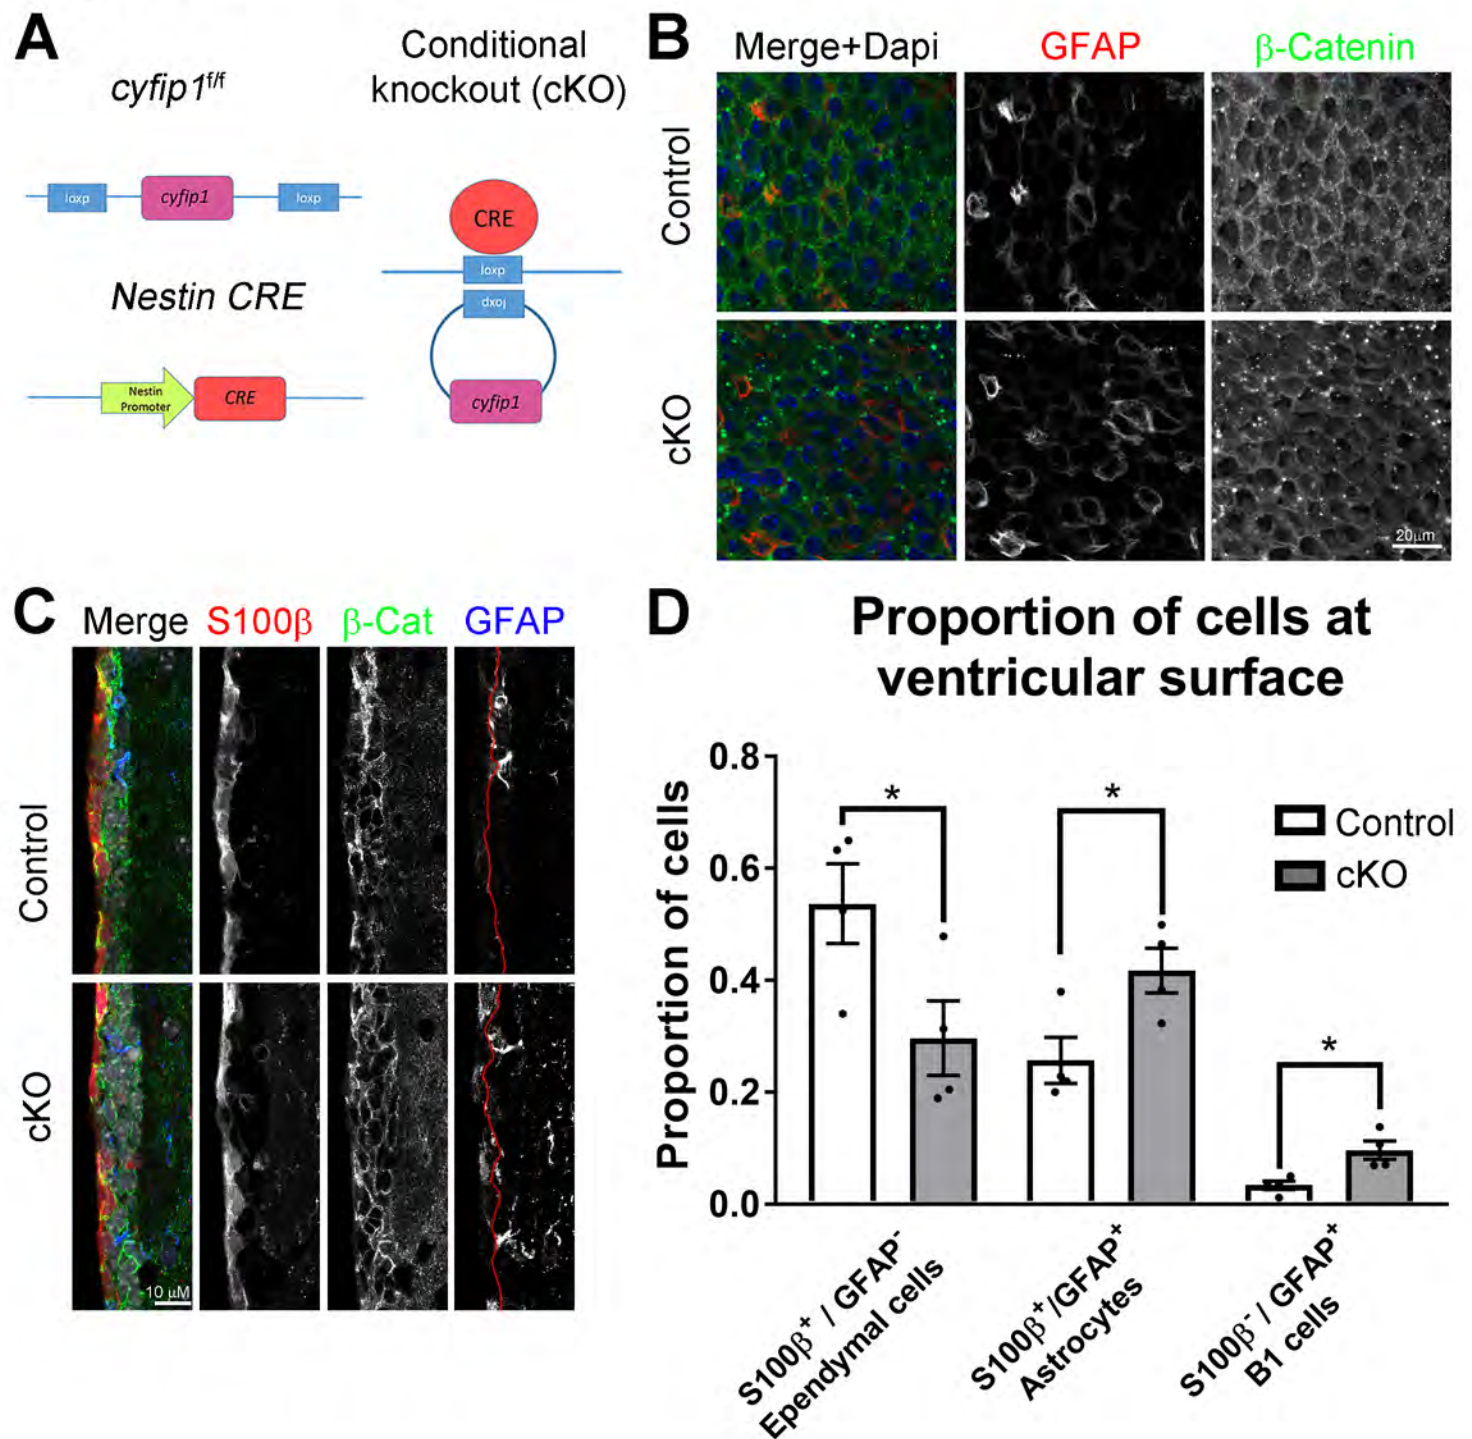 A
Conditional
knockout (cKO)
cyfip1f/f
loxp
cyfip1
loxp
CRE
loxp
loxp
cyfip1
Nestin CRE
Nestin
Promoter
CRE
B
Merge+Dapi
GFAP
β-Catenin
Control
cKO
20µm
C
Merge
S100β
β-Cat
GFAP
Control
cKO
10 µM
D
Proportion of cells at
ventricular surface
Proportion of cells
0.8
0.6
0.4
0.2
0.0
*
*
*
Control
cKO
S100β+ / GFAP-
Ependymal cells
S100β+/GFAP+
Astrocytes
S100β- / GFAP+
B1 cells